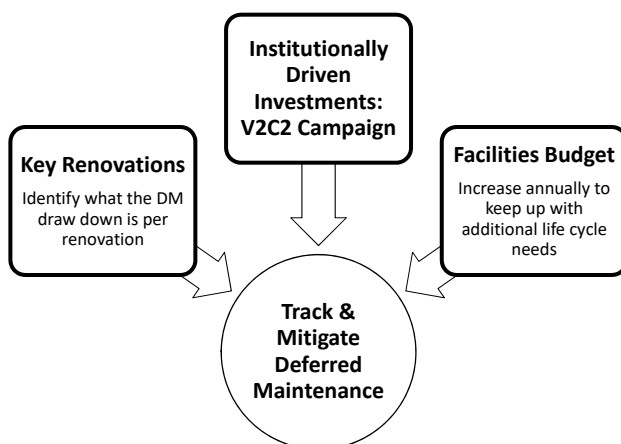 Institutionally
Driven
Investments:
V2C2 Campaign
Key Renovations
Identify what the DM
draw down is per
renovation
Facilities Budget
Increase annually to
keep up with
additional life cycle
needs
Track &
Mitigate
Deferred
Maintenance